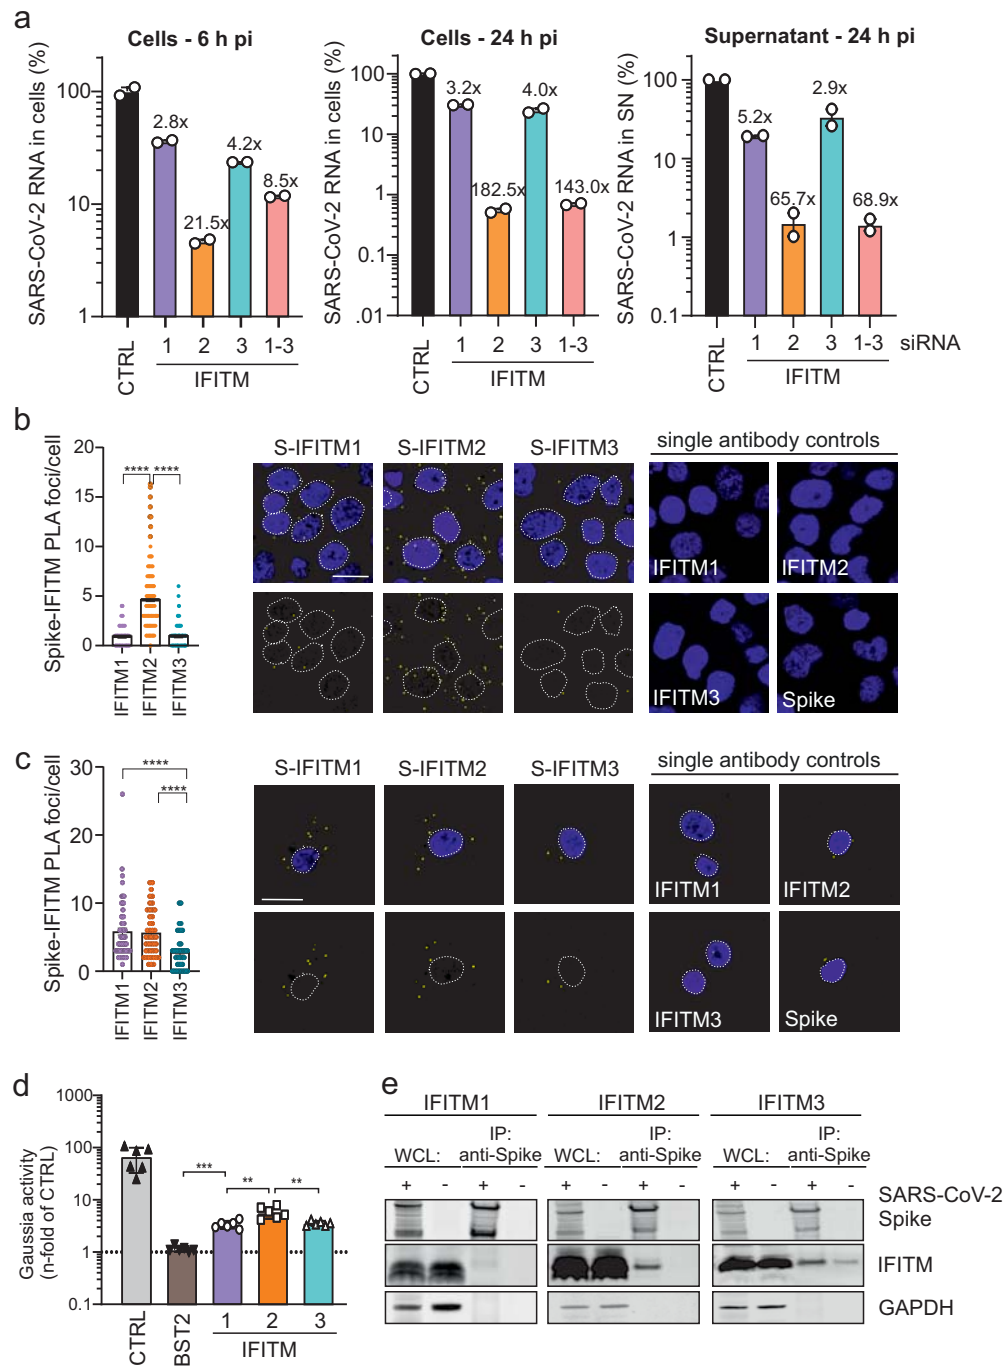 a
Cells - 6 h pi
Cells - 24 h pi
Supernatant - 24 h pi
SARS-CoV-2 RNA in cells (%)
100
10
1
2.8x
21.5x
4.2x
8.5x
CTRL
1 2 3 1-3
IFITM
SARS-CoV-2 RNA in cells (%)
100
10
1
0.1
.01
3.2x
182.5x
4.0x
143.0x
CTRL
1 2 3 1-3
IFITM
SARS-CoV-2 RNA in SN (%)
100
10
1
0.1
5.2x
65.7x
2.9x
68.9x
CTRL
1 2 3 1-3 siRNA
IFITM
b
Spike-IFITM PLA foci/cell
20
15
10
5
0
**** ****
IFITM1
IFITM2
IFITM3
S-IFITM1
S-IFITM2
S-IFITM3
single antibody controls
IFITM1
IFITM2
IFITM3
Spike
c
Spike-IFITM PLA foci/cell
30
20
10
0
****
****
IFITM1
IFITM2
IFITM3
S-IFITM1
S-IFITM2
S-IFITM3
single antibody controls
IFITM1
IFITM2
IFITM3
Spike
d
Gaussia activity
(n-fold of CTRL)
1000
100
10
1
0.1
*** ** **
CTRL
BST2
1 2 3
IFITM
e
IFITM1 IFITM2 IFITM3
WCL: IP: anti-Spike
WCL: IP: anti-Spike
WCL: IP: anti-Spike
+ - + - + - + - + - + -
SARS-CoV-2
Spike
IFITM
GAPDH